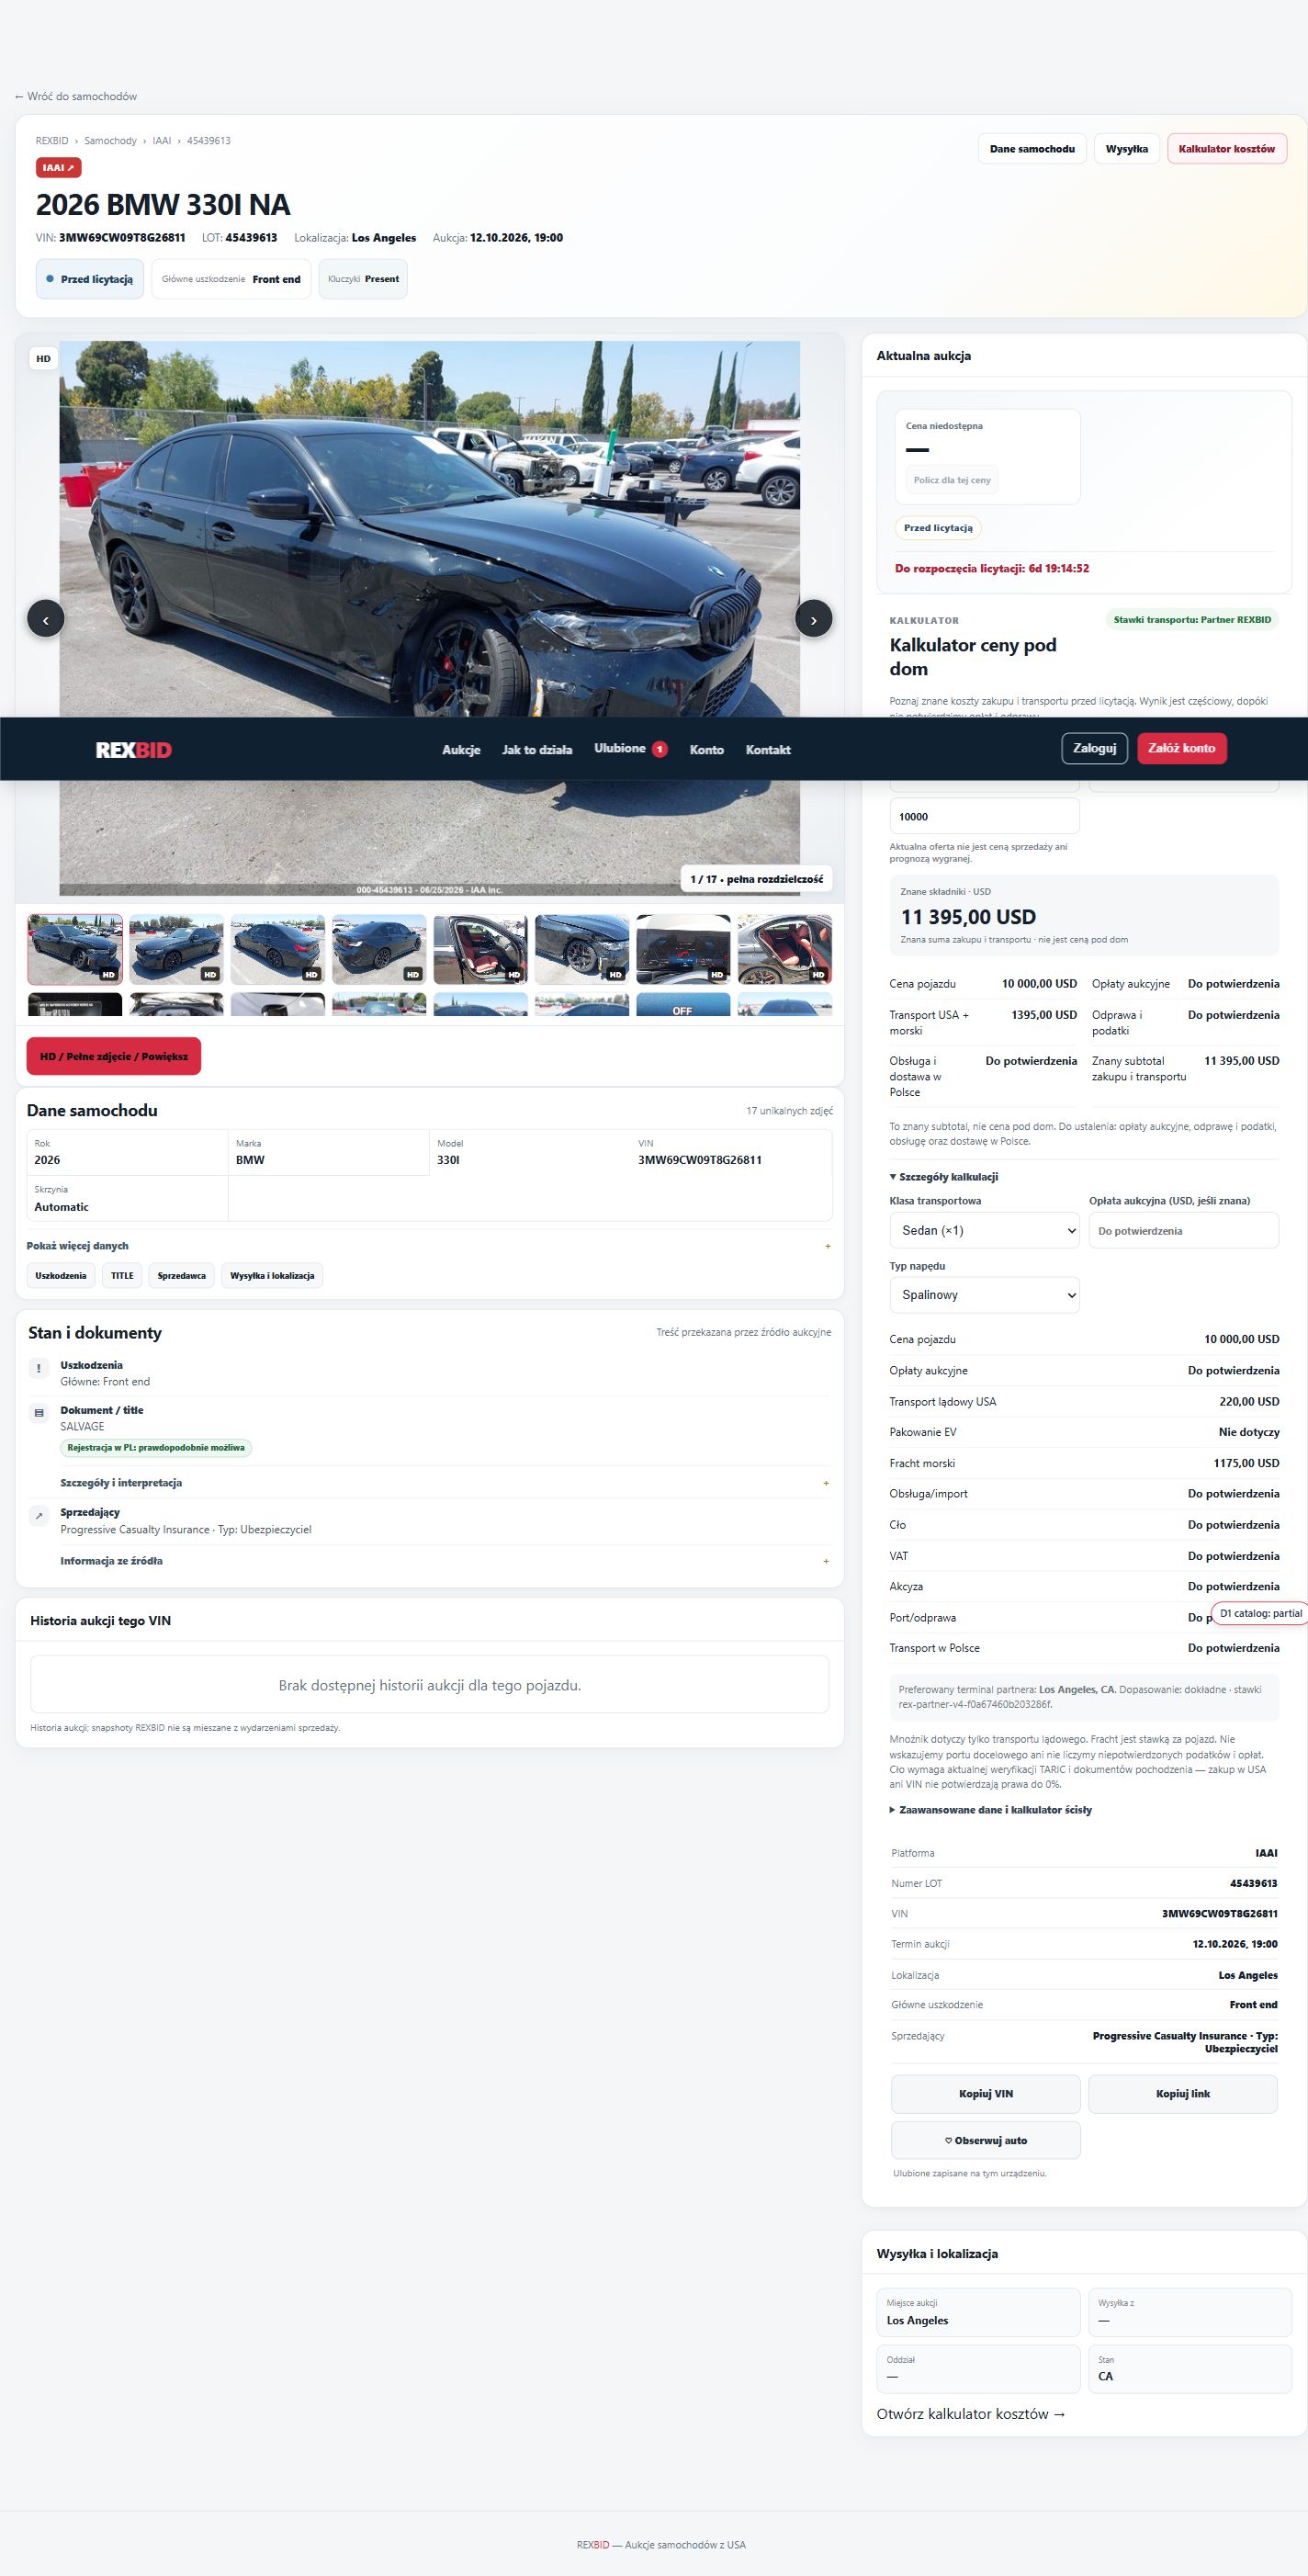 ← Wróć do samochodów
REXBID › Samochody › IAAI › 45439613
Dane samochodu
Wysyłka
Kalkulator kosztów
IAAI ↗
2026 BMW 330I NA
VIN: 3MW69CW09T8G26811 LOT: 45439613 Lokalizacja: Los Angeles Aukcja: 12.10.2026, 19:00
Przed licytacją
Główne uszkodzenie Front end
Kluczyki Present
HD
Aktualna aukcja
Cena niedostępna
—
Policz dla tej ceny
Przed licytacją
Do rozpoczęcia licytacji: 6d 19:14:52
KALKULATOR
Stawki transportu: Partner REXBID
Kalkulator ceny pod
dom
Poznaj znane koszty zakupu i transportu przed licytacją. Wynik jest częściowy, dopóki
REXBID
Aukcje
Jak to działa
Ulubione 1
Konto
Kontakt
Zaloguj
Załóż konto
10000
Aktualna oferta nie jest ceną sprzedaży ani
prognozą wygranej.
000-45439613 - 06/25/2026 - IAA Inc.
1 / 17 • pełna rozdzielczość
HD HD HD HD HD HD HD HD
OFF
HD / Pełne zdjęcie / Powiększ
Znane składniki · USD
11 395,00 USD
Znana suma zakupu i transportu · nie jest ceną pod dom
Cena pojazdu 10 000,00 USD
Opłaty aukcyjne Do potwierdzenia
Transport USA +
morski
1395,00 USD
Odprawa i
podatki
Do potwierdzenia
Obsługa i
dostawa w
Polsce
Do potwierdzenia
Znany subtotal
zakupu i transportu
11 395,00 USD
To znany subtotal, nie cena pod dom. Do ustalenia: opłaty aukcyjne, odprawę i podatki,
obsługę oraz dostawę w Polsce.
▼ Szczegóły kalkulacji
Klasa transportowa
Sedan (×1)
Opłata aukcyjna (USD, jeśli znana)
Do potwierdzenia
Typ napędu
Spalinowy
Cena pojazdu 10 000,00 USD
Opłaty aukcyjne Do potwierdzenia
Transport lądowy USA 220,00 USD
Pakowanie EV Nie dotyczy
Fracht morski 1175,00 USD
Obsługa/import Do potwierdzenia
Cło Do potwierdzenia
VAT Do potwierdzenia
Akcyza Do potwierdzenia
Port/odprawa Do p
D1 catalog: partial
Transport w Polsce Do potwierdzenia
Preferowany terminal partnera: Los Angeles, CA. Dopasowanie: dokładne · stawki
rex-partner-v4-f0a67460b203286f.
Mnożnik dotyczy tylko transportu lądowego. Fracht jest stawką za pojazd. Nie
wskazujemy portu docelowego ani nie liczymy niepotwierdzonych podatków i opłat.
Cło wymaga aktualnej weryfikacji TARIC i dokumentów pochodzenia — zakup w USA
ani VIN nie potwierdzają prawa do 0%.
▶ Zaawansowane dane i kalkulator ścisły
Platforma IAAI
Numer LOT 45439613
VIN 3MW69CW09T8G26811
Termin aukcji 12.10.2026, 19:00
Lokalizacja Los Angeles
Główne uszkodzenie Front end
Sprzedający Progressive Casualty Insurance · Typ:
Ubezpieczyciel
Kopiuj VIN
Kopiuj link
♡ Obserwuj auto
Ulubione zapisane na tym urządzeniu.
Dane samochodu
17 unikalnych zdjęć
Rok
2026
Marka
BMW
Model
330I
VIN
3MW69CW09T8G26811
Skrzynia
Automatic
Pokaż więcej danych +
Uszkodzenia
TITLE
Sprzedawca
Wysyłka i lokalizacja
Stan i dokumenty
Treść przekazana przez źródło aukcyjne
! Uszkodzenia
Główne: Front end
Dokument / title
SALVAGE
Rejestracja w PL: prawdopodobnie możliwa
Szczegóły i interpretacja +
↗ Sprzedający
Progressive Casualty Insurance · Typ: Ubezpieczyciel
Informacja ze źródła +
Historia aukcji tego VIN
Brak dostępnej historii aukcji dla tego pojazdu.
Historia aukcji; snapshoty REXBID nie są mieszane z wydarzeniami sprzedaży.
Wysyłka i lokalizacja
Miejsce aukcji
Los Angeles
Wysyłka z
—
Oddział
—
Stan
CA
Otwórz kalkulator kosztów →
REXBID — Aukcje samochodów z USA